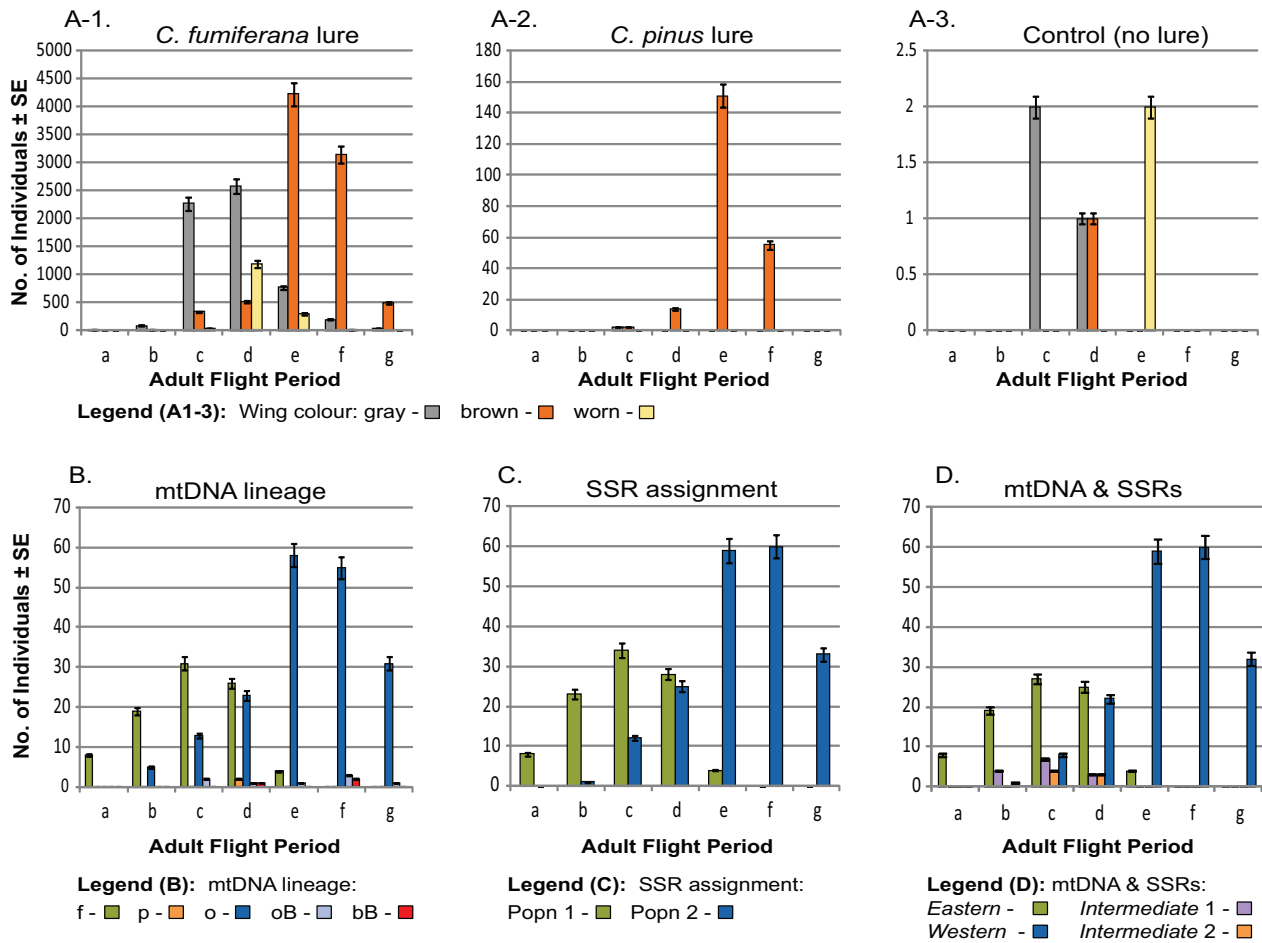 A-1.
C. fumiferana lure
No. of Individuals ± SE
5000
4500
4000
3500
3000
2500
2000
1500
1000
500
0
a b c d e f g
Adult Flight Period
A-2.
C. pinus lure
180
160
140
120
100
80
60
40
20
0
a b c d e f g
Adult Flight Period
A-3.
Control (no lure)
2.5
2
1.5
1
0.5
0
a b c d e f g
Adult Flight Period
Legend (A1-3): Wing colour: gray - brown - worn -
B.
mtDNA lineage
No. of Individuals ± SE
70
60
50
40
30
20
10
0
a b c d e f g
Adult Flight Period
Legend (B): mtDNA lineage:
f - p - o - oB - bB -
C.
SSR assignment
70
60
50
40
30
20
10
0
a b c d e f g
Adult Flight Period
Legend (C): SSR assignment:
Popn 1 - Popn 2 -
D.
mtDNA & SSRs
70
60
50
40
30
20
10
0
a b c d e f g
Adult Flight Period
Legend (D): mtDNA & SSRs:
Eastern - Intermediate 1 -
Western - Intermediate 2 -